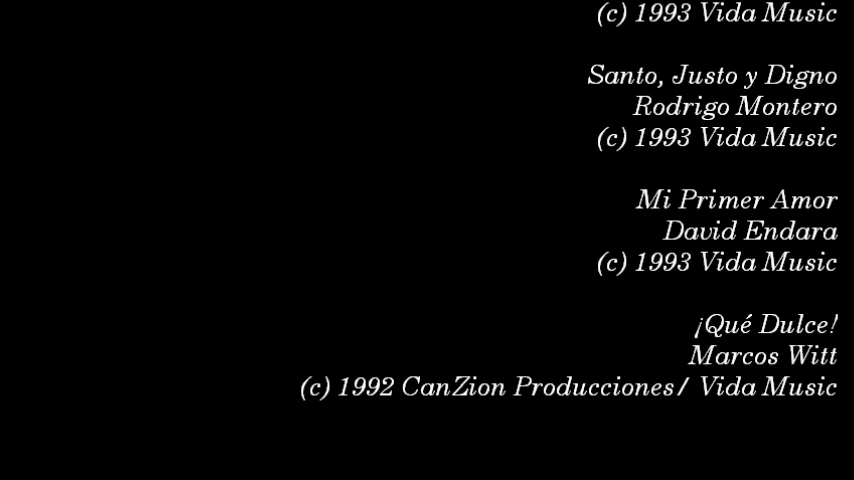 (c) 1993 Vida Music
Santo, Justo y Digno
Rodrigo Montero
(c) 1993 Vida Music
Mi Primer Amor
David Endara
(c) 1993 Vida Music
¡Qué Dulce!
Marcos Witt
(c) 1992 CanZion Producciones/ Vida Music